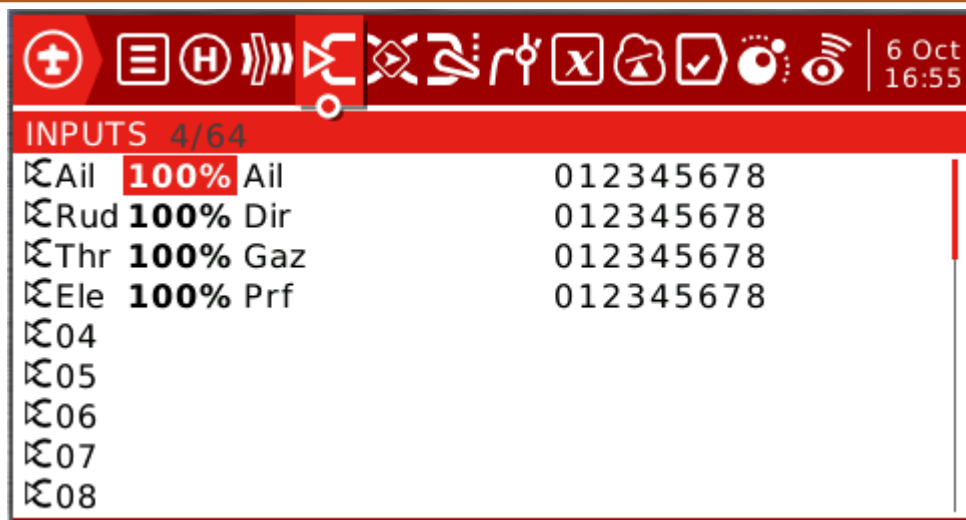 6 Oct
16:55
INPUTS 4/64
Ail 100% Ail 012345678
Rud 100% Dir 012345678
Thr 100% Gaz 012345678
Ele 100% Prf 012345678
04
05
06
07
08